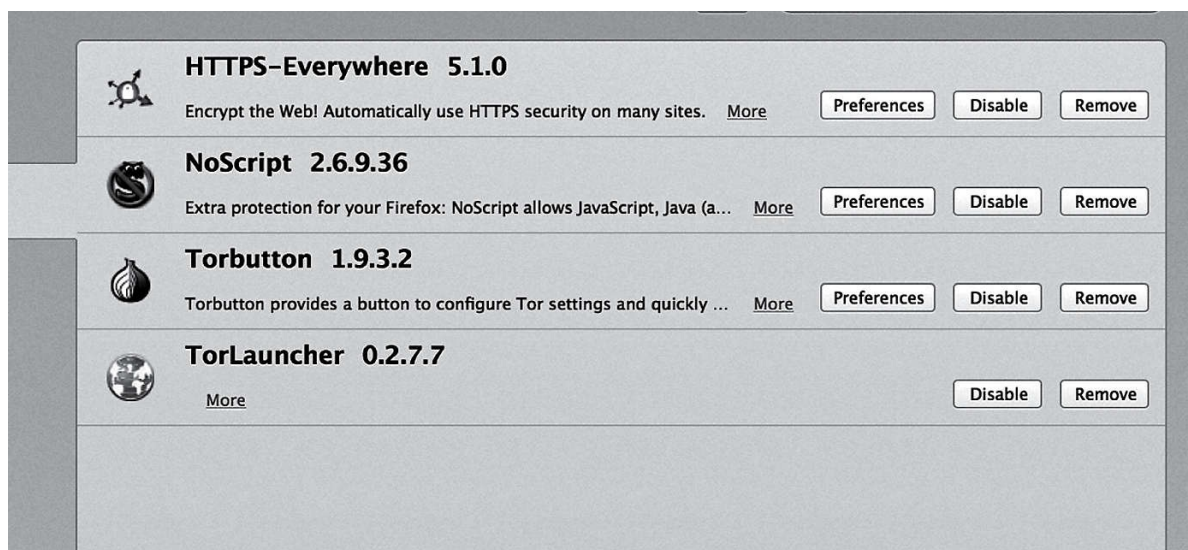 HTTPS-Everywhere 5.1.0
Encrypt the Web! Automatically use HTTPS security on many sites. More Preferences Disable Remove
NoScript 2.6.9.36
Extra protection for your Firefox: NoScript allows JavaScript, Java (a... More Preferences Disable Remove
Torbutton 1.9.3.2
Torbutton provides a button to configure Tor settings and quickly ... More Preferences Disable Remove
TorLauncher 0.2.7.7
More Disable Remove